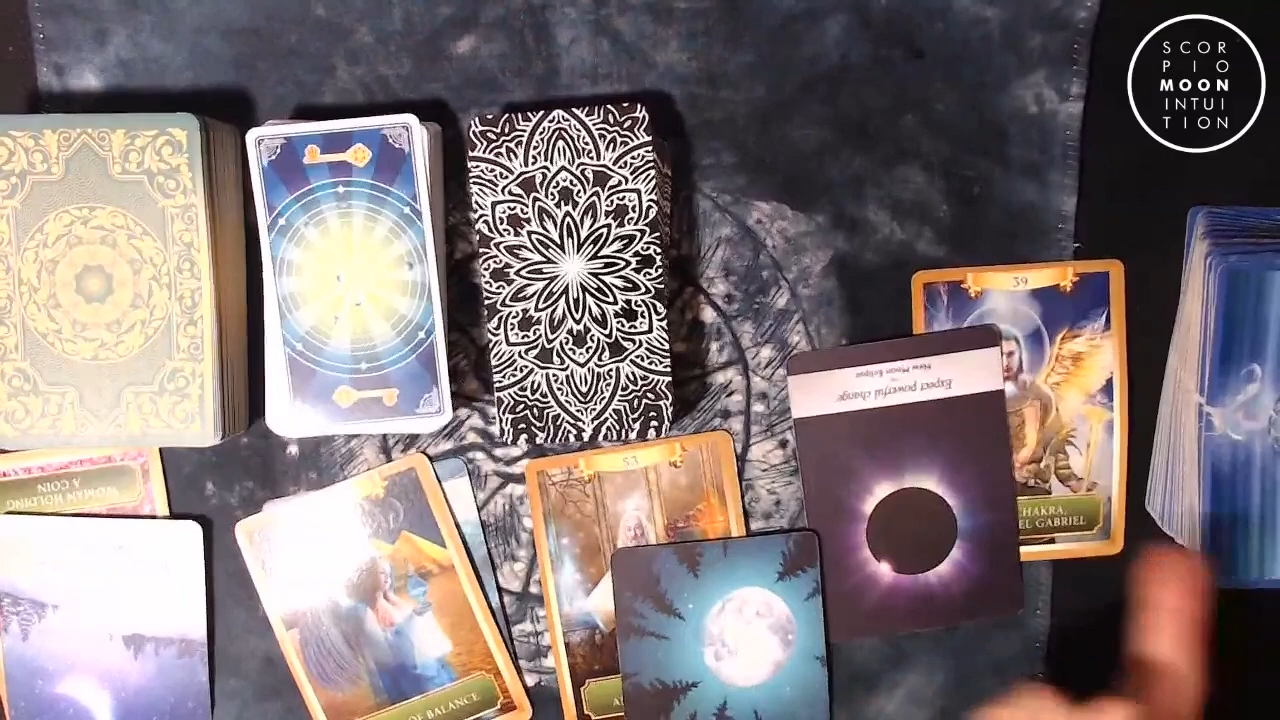 SCOR
PIO
MOON
INTUI
TION
39
New Moon Eclipse
Expect powerful change
53
WOMAN HOLDING
A COIN
CHAKRA,
EL GABRIEL
OF BALANCE